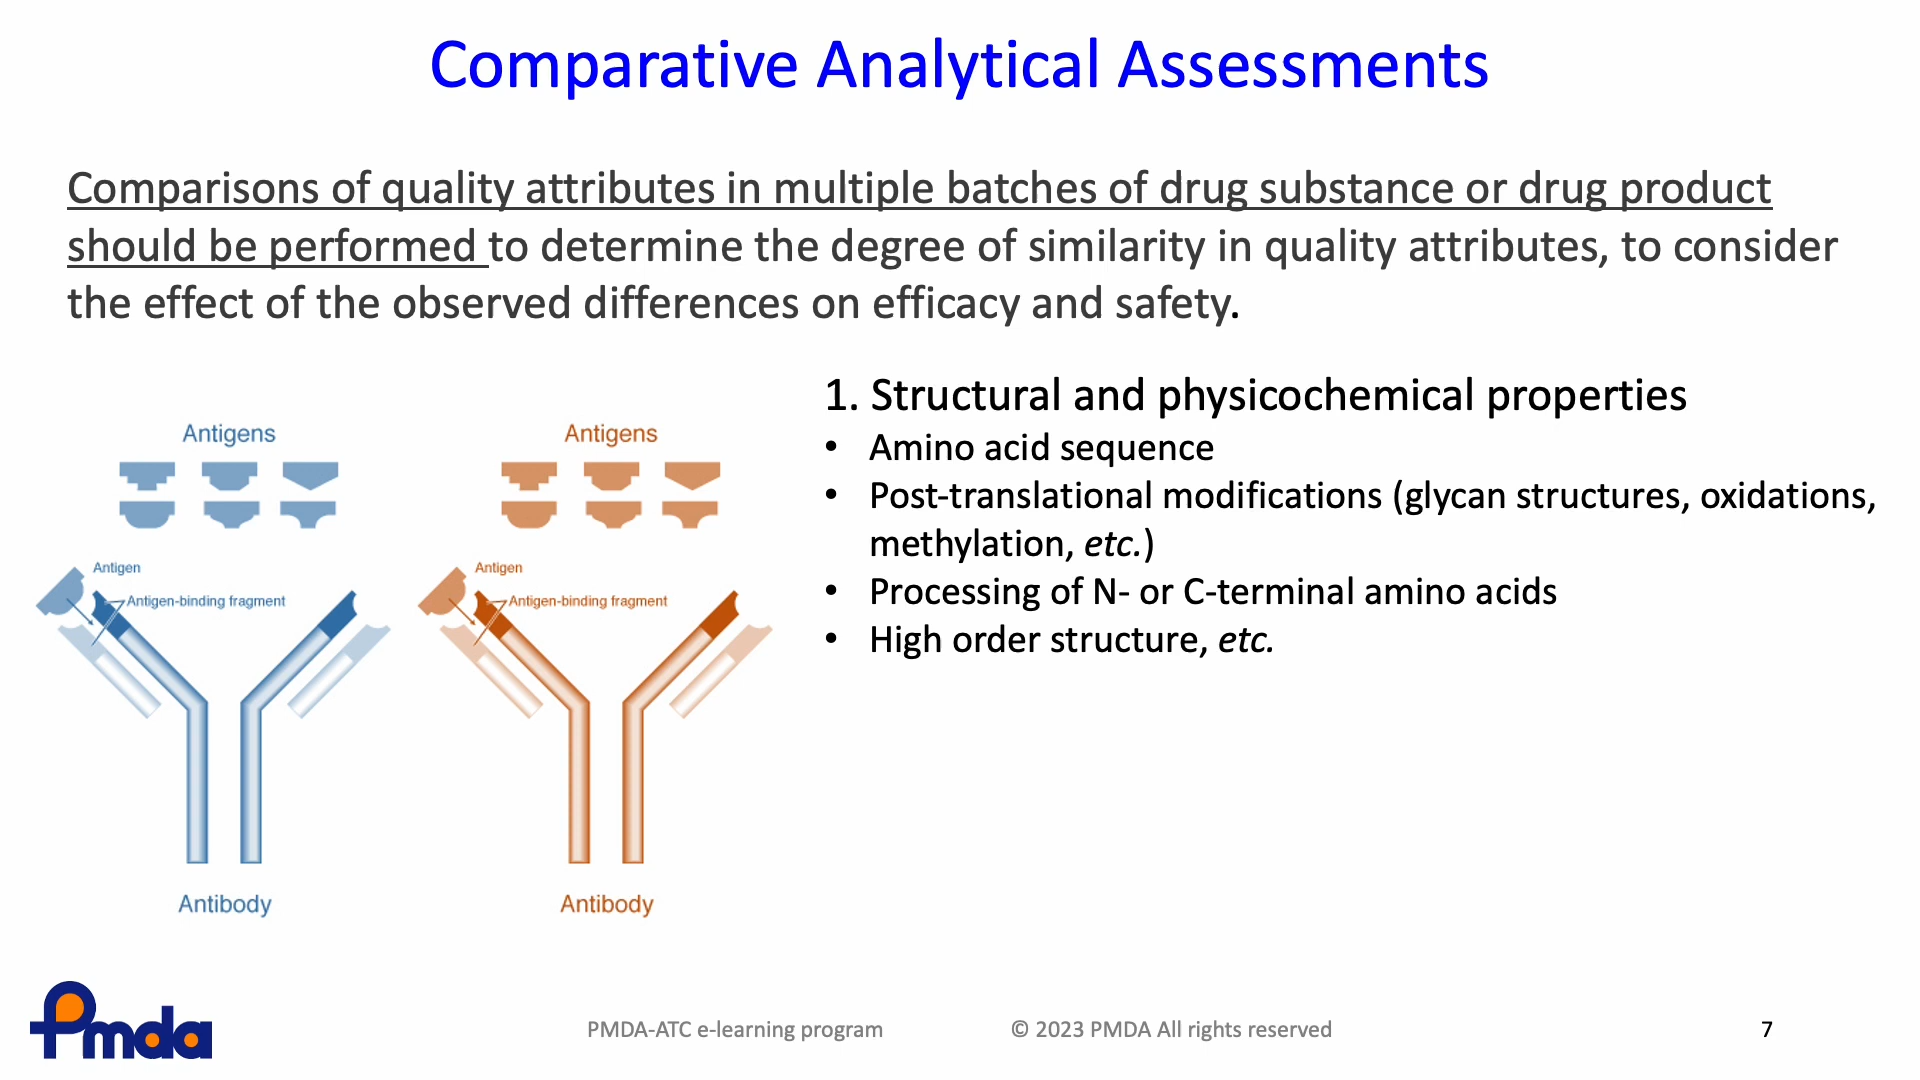 Comparative Analytical Assessments
Comparisons of quality attributes in multiple batches of drug substance or drug product
should be performed to determine the degree of similarity in quality attributes, to consider
the effect of the observed differences on efficacy and safety.
Antigens
Antigen
Antigen-binding fragment
Antibody
Antigens
Antigen
Antigen-binding fragment
Antibody
1. Structural and physicochemical properties
• Amino acid sequence
• Post-translational modifications (glycan structures, oxidations,
methylation, etc.)
• Processing of N- or C-terminal amino acids
• High order structure, etc.
Pmda
PMDA-ATC e-learning program
© 2023 PMDA All rights reserved
7